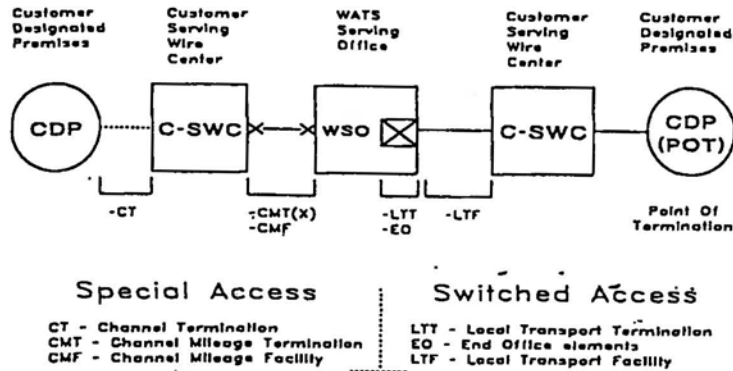 Customer
Designated
Premises
Customer
Serving
Wire
Center
WATS
Serving
Office
Customer
Serving
Wire
Center
Customer
Designated
Premises
CDP
C-SWC
WSO
C-SWC
CDP
(POT)
-CT
-CMT(X)
-CMF
-LTT
-EO
-LTF
Point Of
Termination
Special Access
CT - Channel Termination
CMT - Channel Mileage Termination
CMF - Channel Mileage Facility
Switched Access
LTT - Local Transport Termination
EO - End Office elements
LTF - Local Transport Facility